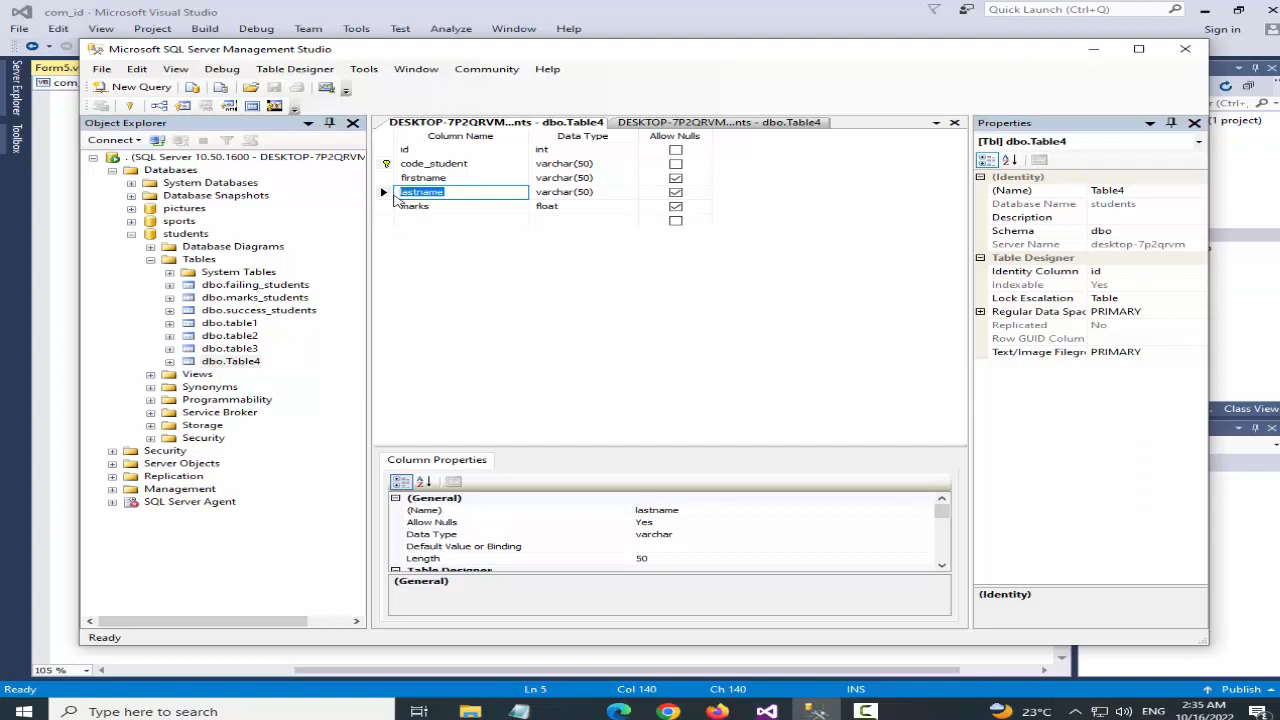 com_id - Microsoft Visual Studio
Quick Launch (Ctrl+Q)
File Edit View Project Build Debug Team Tools Test Analyze Window Help
Sign in
Server Explorer
Toolbox
Form5.v
com_
Microsoft SQL Server Management Studio
File Edit View Debug Table Designer Tools Window Community Help
New Query
Object Explorer
Connect
. (SQL Server 10.50.1600 - DESKTOP-7P2QRVM
Databases
System Databases
Database Snapshots
pictures
sports
students
Database Diagrams
Tables
System Tables
dbo.failing_students
dbo.marks_students
dbo.success_students
dbo.table1
dbo.table2
dbo.table3
dbo.Table4
Views
Synonyms
Programmability
Service Broker
Storage
Security
Security
Server Objects
Replication
Management
SQL Server Agent
DESKTOP-7P2QRVM...nts - dbo.Table4
DESKTOP-7P2QRVM...nts - dbo.Table4
Column Name Data Type Allow Nulls
id int
code_student varchar(50)
firstname varchar(50)
lastname varchar(50)
marks float
Column Properties
(General)
(Name) lastname
Allow Nulls Yes
Data Type varchar
Default Value or Binding
Length 50
Table Designer
(General)
Properties
[Tbl] dbo.Table4
(Identity)
(Name) Table4
Database Name students
Description
Schema dbo
Server Name desktop-7p2qrvm
Table Designer
Identity Column id
Indexable Yes
Lock Escalation Table
Regular Data Spac PRIMARY
Replicated No
Row GUID Colum
Text/Image Filegr PRIMARY
(Identity)
(Ctrl+
1 project)
Class View
Ready
105 %
Ready Ln 5 Col 140 Ch 140 INS Publish
Type here to search
23°C
ENG
2:35 AM
10/16/2022